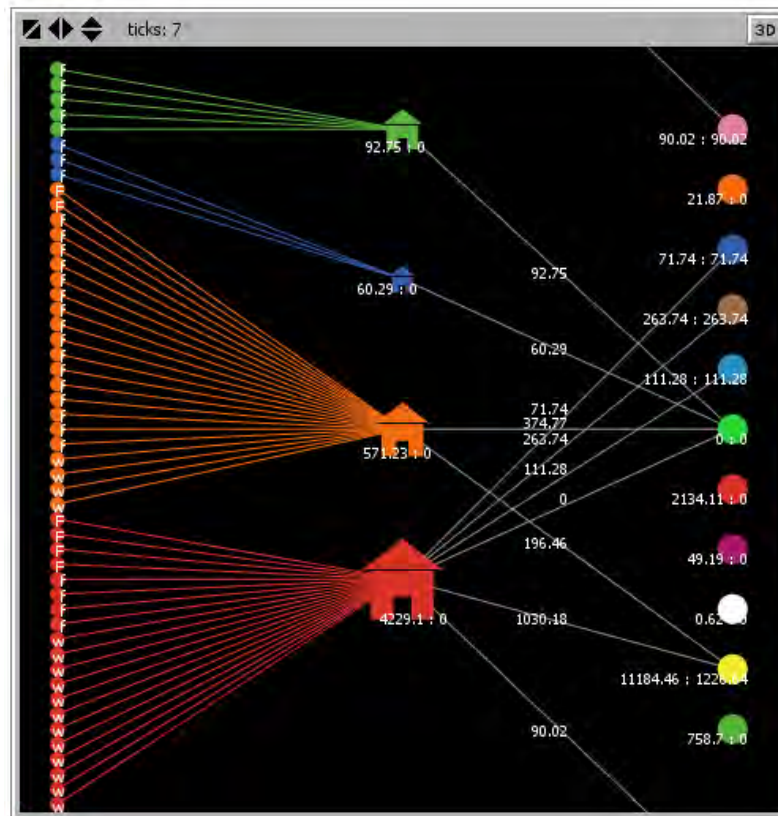 ticks: 7
3D
92.75 : 0
60.29 : 0
571.23 : 0
4229.1 : 0
92.75
60.29
71.74
374.77
263.74
111.28
0
196.46
1030.18
90.02
90.02 : 90.02
21.87 : 0
71.74 : 71.74
263.74 : 263.74
111.28 : 111.28
0 : 0
2134.11 : 0
49.19 : 0
11184.46 : 1226.64
758.7 : 0